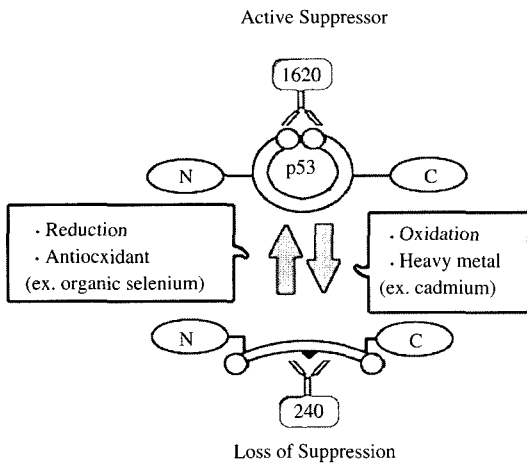 Active Suppressor
1620
p53
N
C
· Reduction
· Antiocxidant
(ex. organic selenium)
· Oxidation
· Heavy metal
(ex. cadmium)
N
C
240
Loss of Suppression